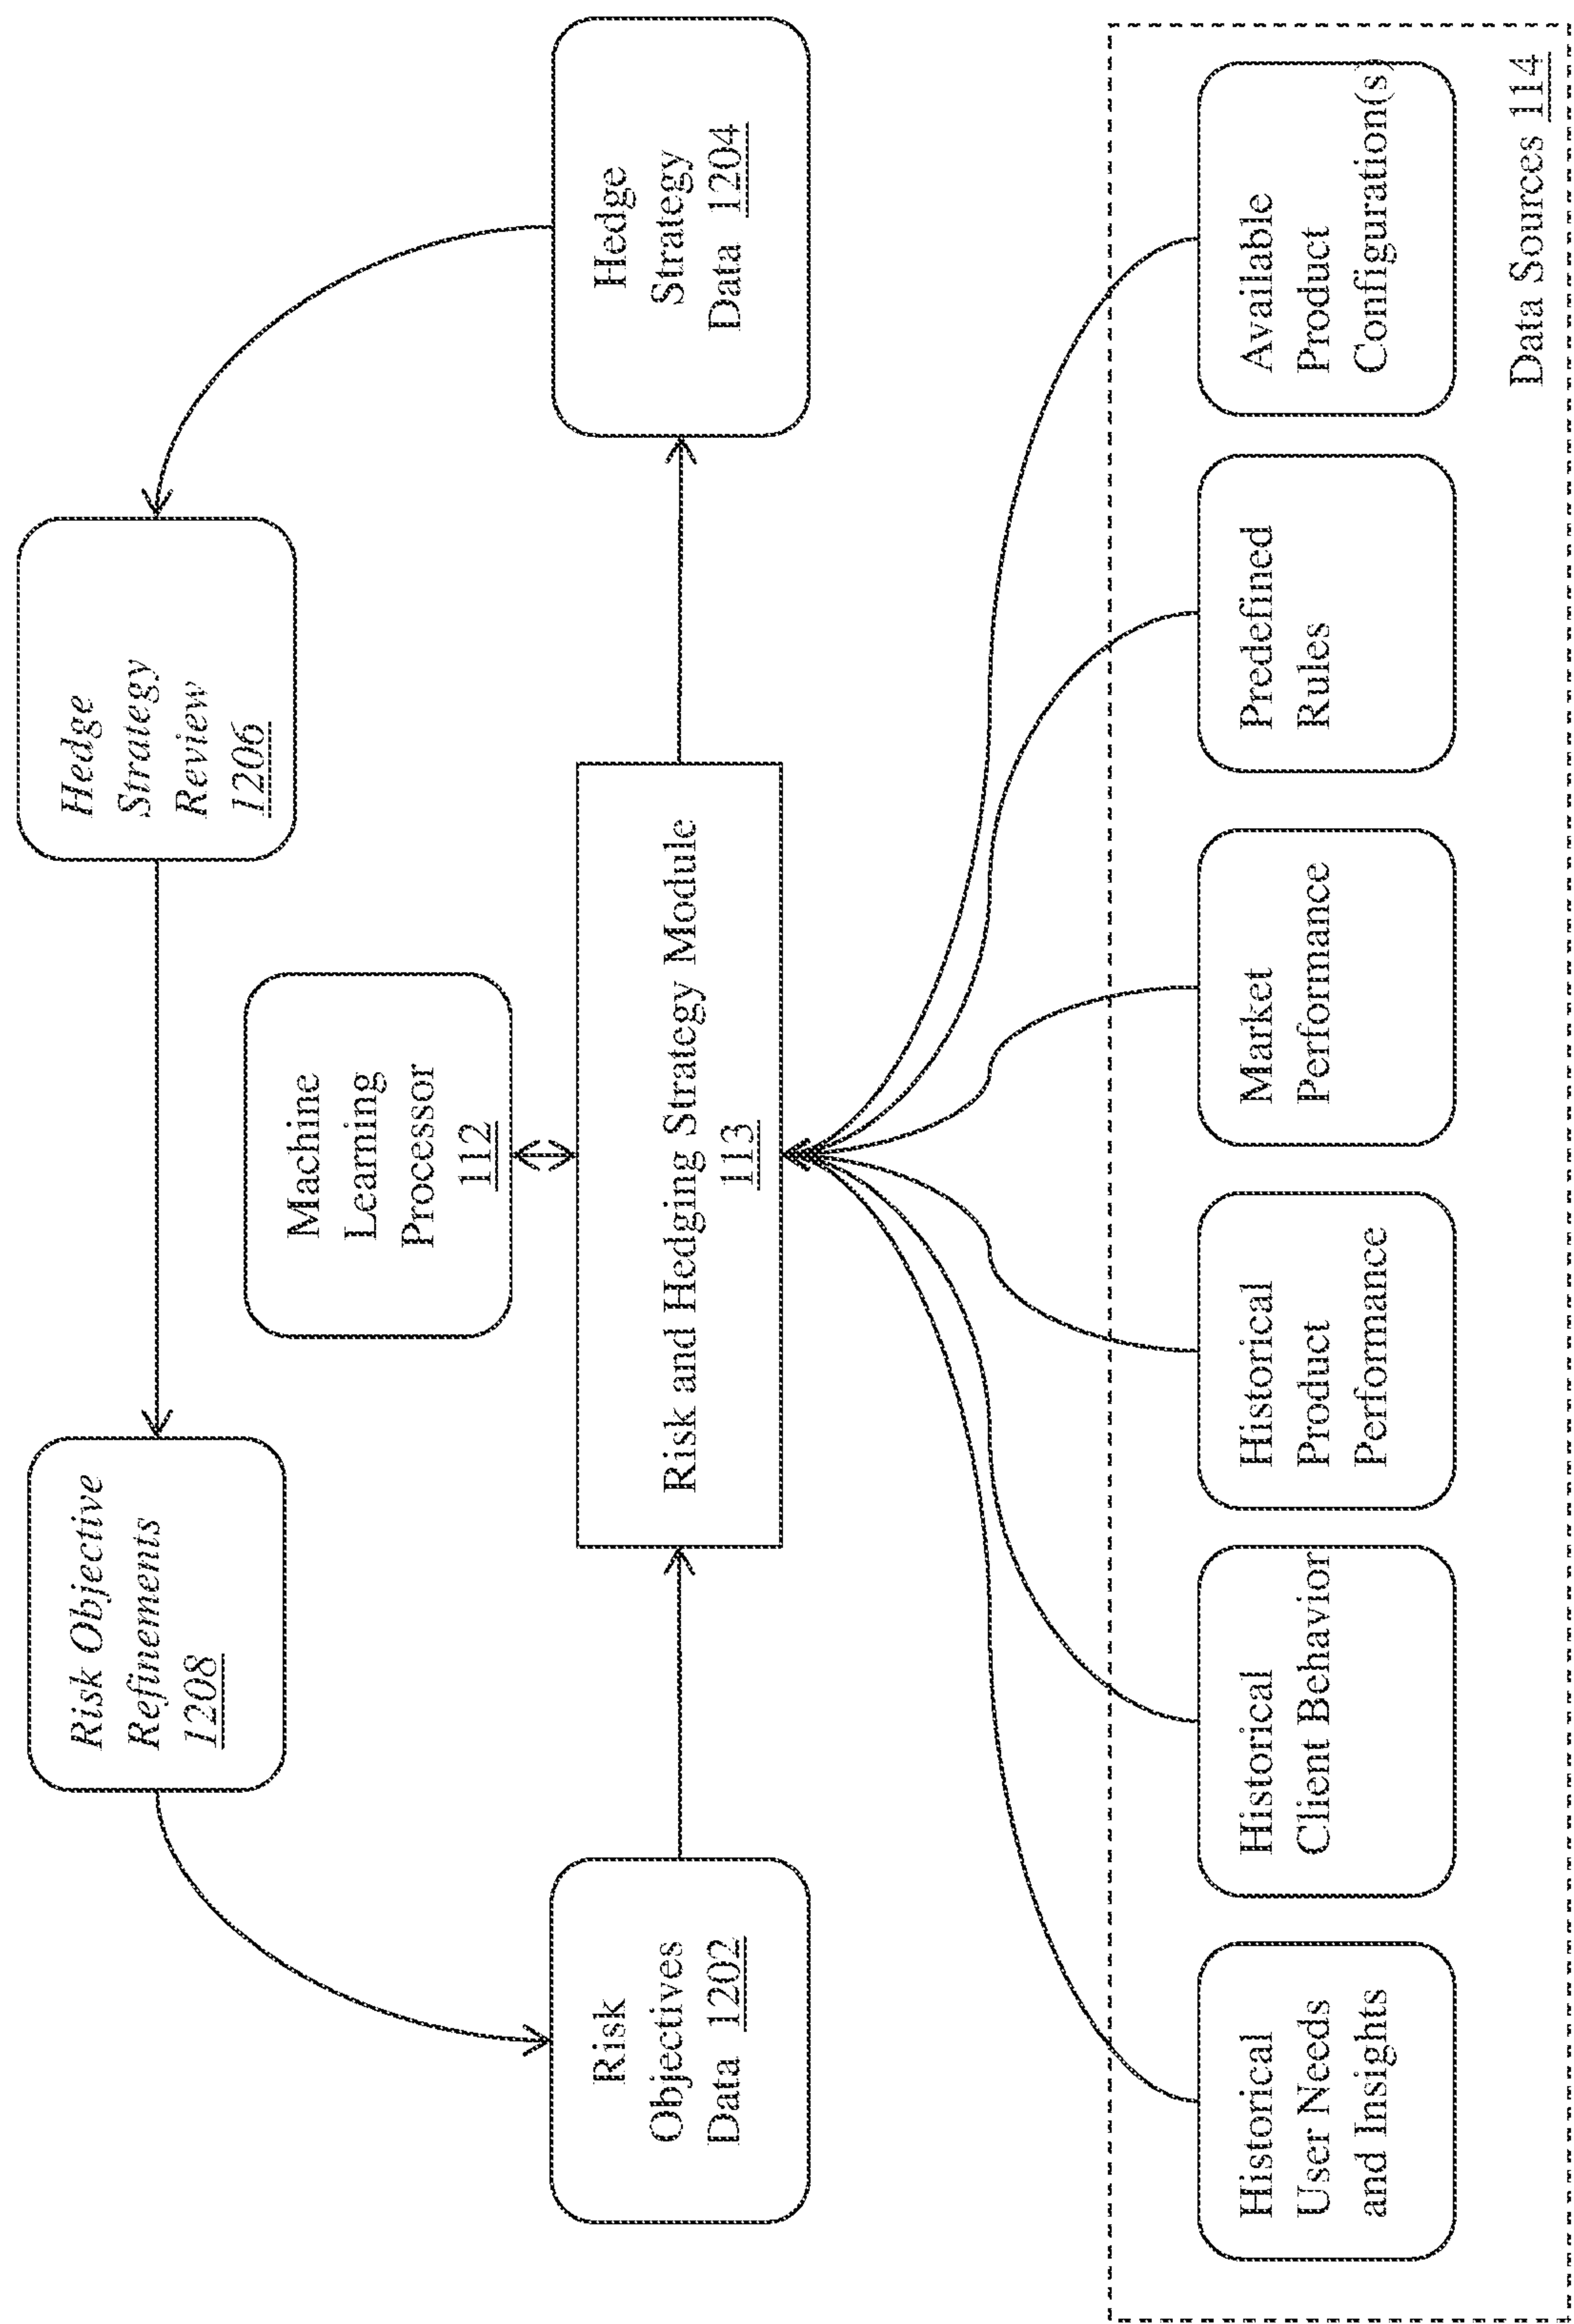 Risk Objective
Refinements
1208
Hedge
Strategy
Review
1206
Machine
Learning
Processor
112
Risk
Objectives
Data 1202
Risk and Hedging Strategy Module
113
Hedge
Strategy
Data 1204
Historical
User Needs
and Insights
Historical
Client Behavior
Historical
Product
Performance
Market
Performance
Predefined
Rules
Available
Product
Configuration(s)
Data Sources 114